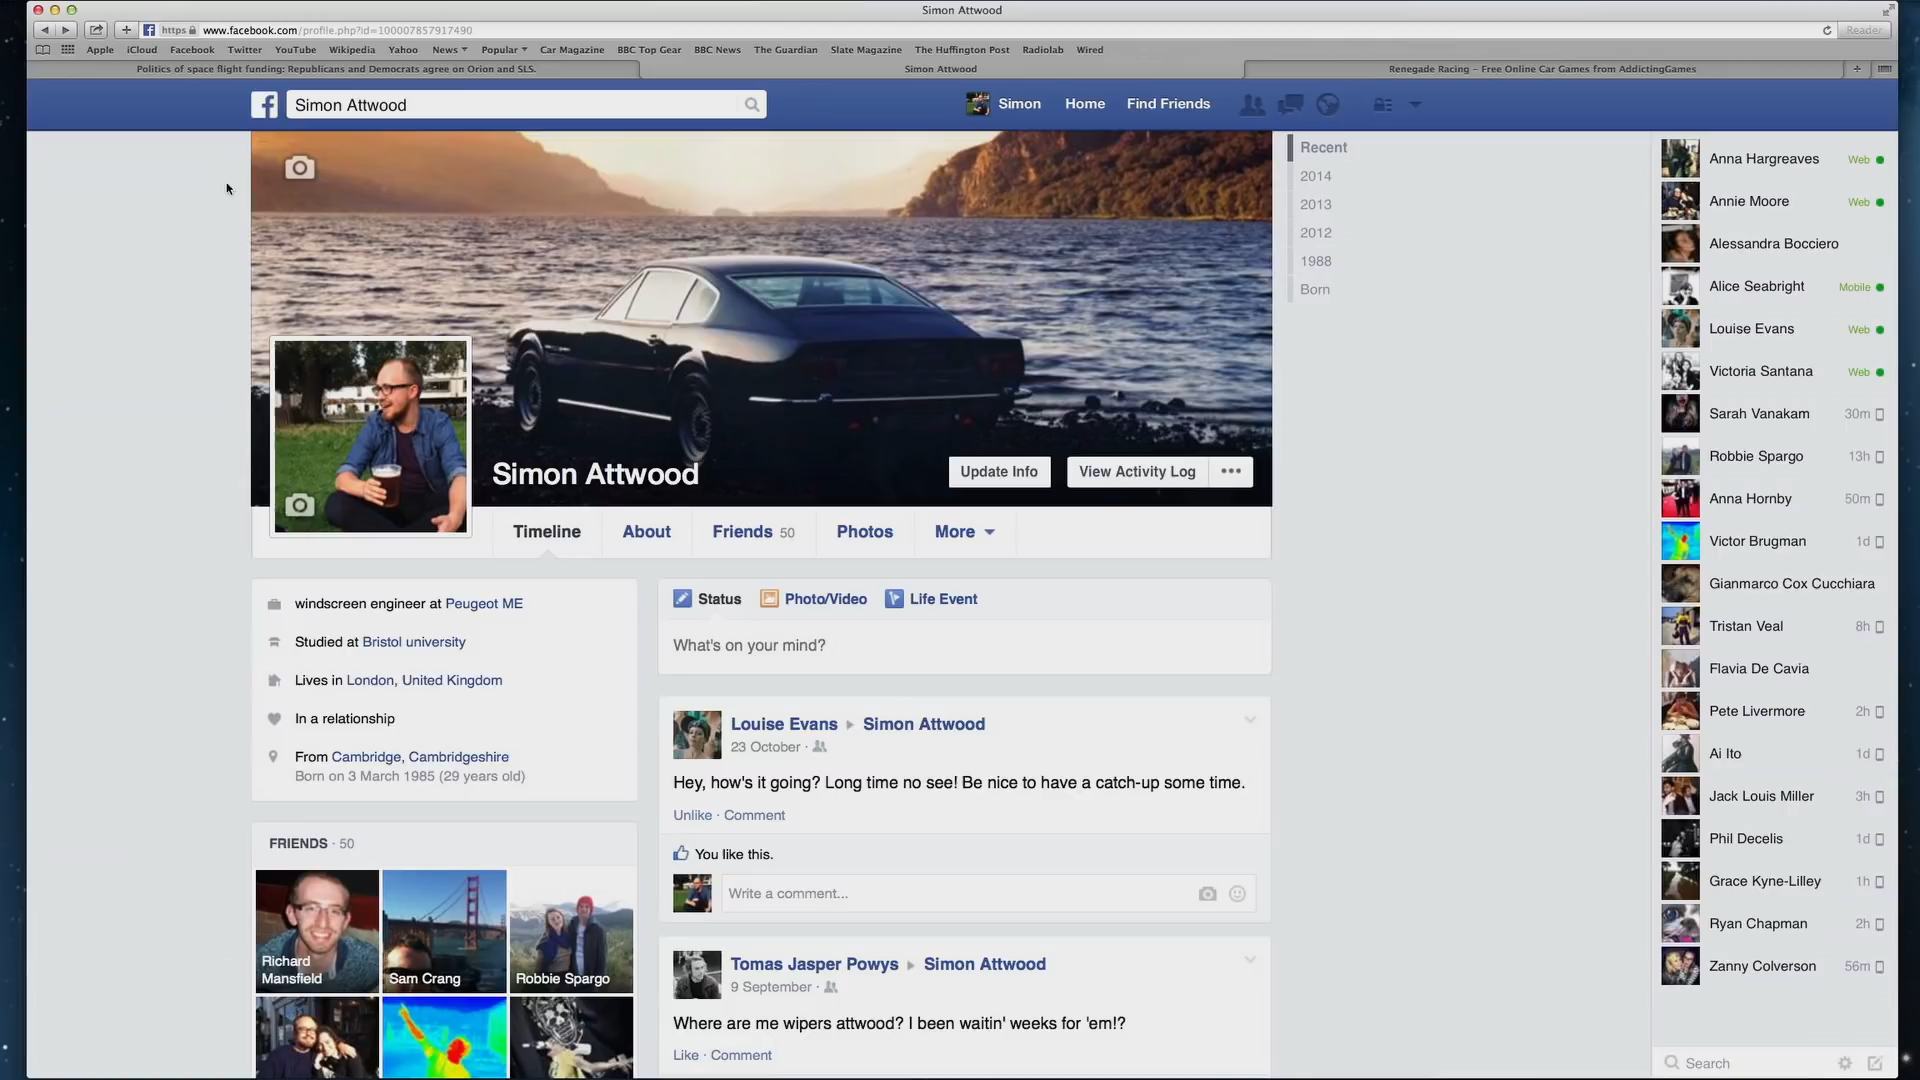 Simon Attwood
https www.facebook.com/profile.php?id=100007857917490 Reader
Apple iCloud Facebook Twitter YouTube Wikipedia Yahoo News Popular Car Magazine BBC Top Gear BBC News The Guardian Slate Magazine The Huffington Post Radiolab Wired
Politics of space flight funding: Republicans and Democrats agree on Orion and SLS. Simon Attwood Renegade Racing – Free Online Car Games from AddictingGames
f Simon Attwood Simon Home Find Friends
Simon Attwood
Update Info View Activity Log •••
Timeline About Friends 50 Photos More
windscreen engineer at Peugeot ME
Studied at Bristol university
Lives in London, United Kingdom
In a relationship
From Cambridge, Cambridgeshire
Born on 3 March 1985 (29 years old)
FRIENDS · 50
Richard
Mansfield
Sam Crang
Robbie Spargo
Status Photo/Video Life Event
What's on your mind?
Louise Evans Simon Attwood
23 October ·
Hey, how's it going? Long time no see! Be nice to have a catch-up some time.
Unlike · Comment
You like this.
Write a comment...
Tomas Jasper Powys Simon Attwood
9 September ·
Where are me wipers attwood? I been waitin' weeks for 'em!?
Like · Comment
Recent
2014
2013
2012
1988
Born
Anna Hargreaves Web
Annie Moore Web
Alessandra Bocciero
Alice Seabright Mobile
Louise Evans Web
Victoria Santana Web
Sarah Vanakam 30m
Robbie Spargo 13h
Anna Hornby 50m
Victor Brugman 1d
Gianmarco Cox Cucchiara
Tristan Veal 8h
Flavia De Cavia
Pete Livermore 2h
Ai Ito 1d
Jack Louis Miller 3h
Phil Decelis 1d
Grace Kyne-Lilley 1h
Ryan Chapman 2h
Zanny Colverson 56m
Search